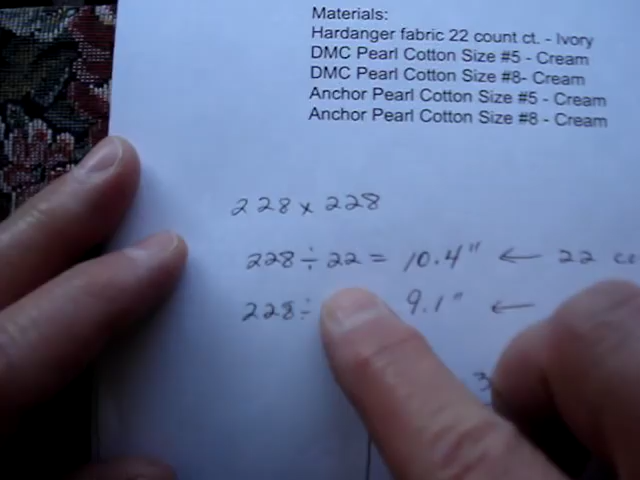 Materials:
Hardanger fabric 22 count ct. - Ivory
DMC Pearl Cotton Size #5 - Cream
DMC Pearl Cotton Size #8- Cream
Anchor Pearl Cotton Size #5 - Cream
Anchor Pearl Cotton Size #8 - Cream
228 x 228
228 ÷ 22 = 10.4" ← 22
228 ÷ 9.1" ←
3